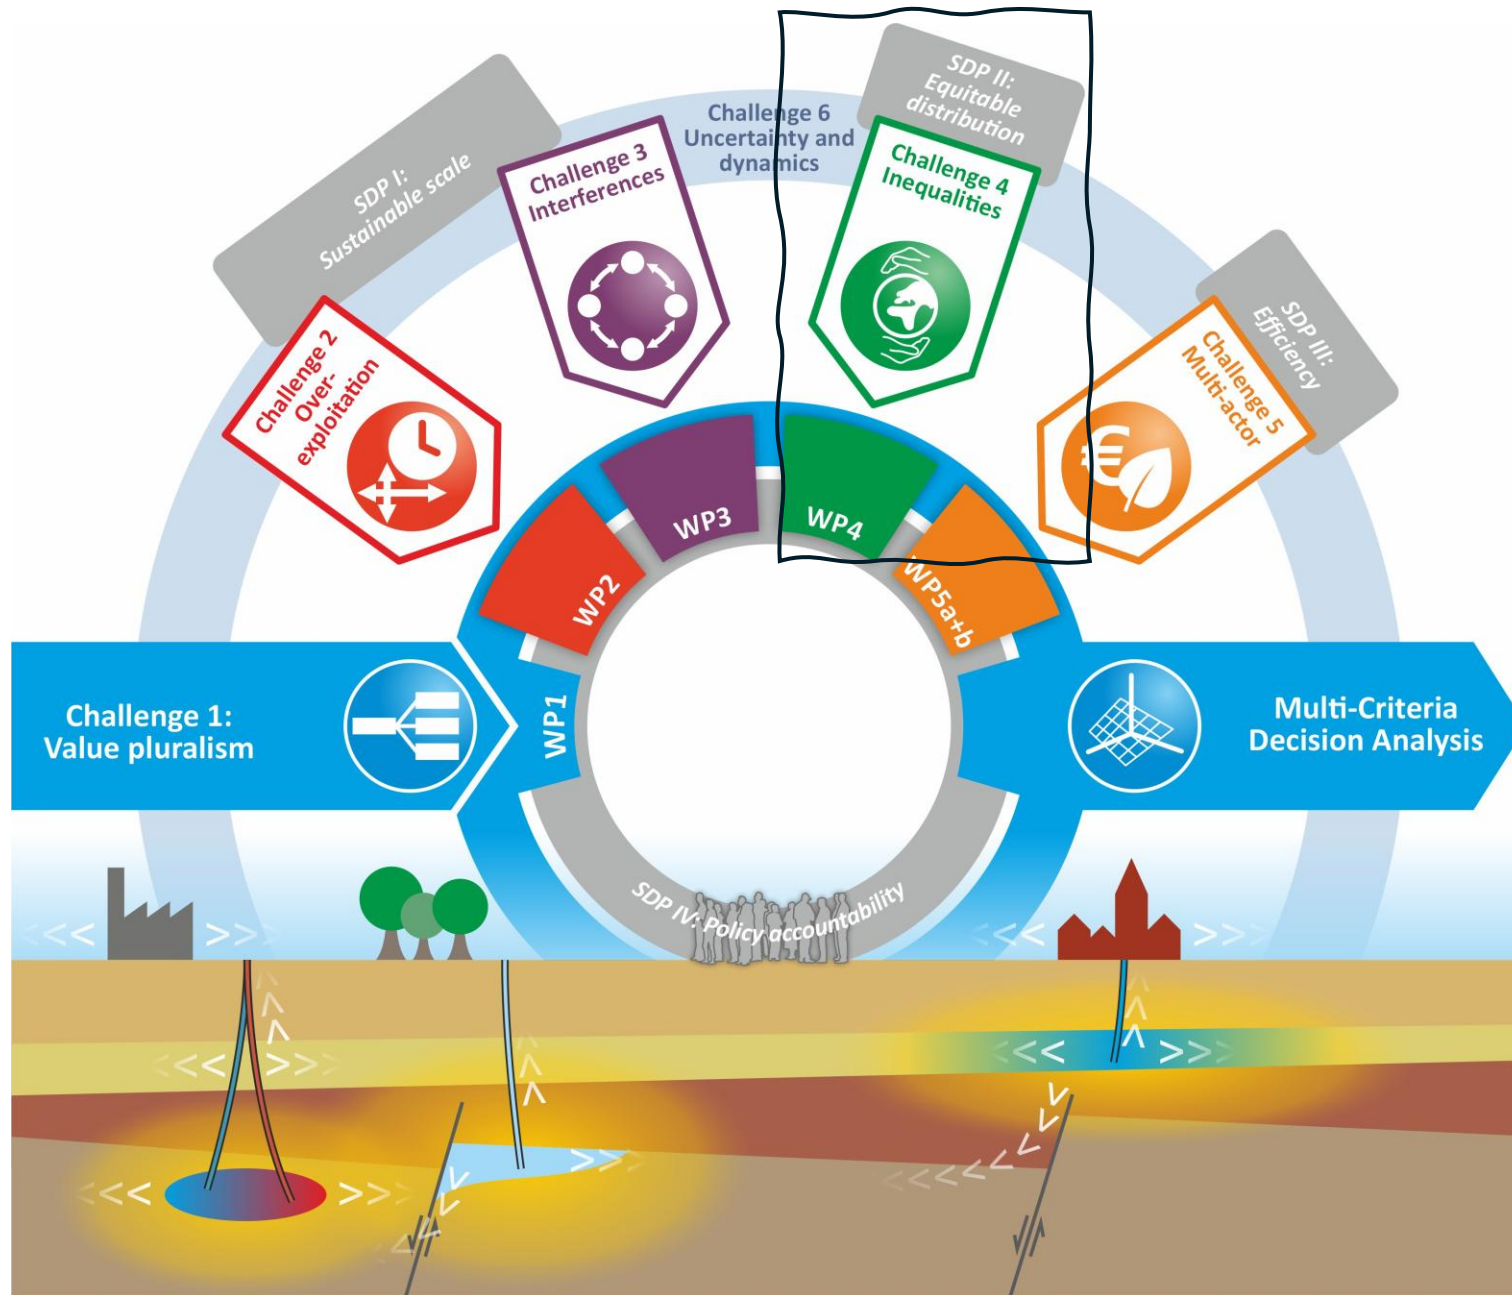 SDP I:
Sustainable scale
Challenge 6
Uncertainty and
dynamics
SDP II:
Equitable
distribution
SDP III:
Efficiency
Challenge 2
Over-
exploitation
Challenge 3
Interferences
Challenge 4
Inequalities
Challenge 5
Multi-actor
WP1
WP2
WP3
WP4
WP5a+b
Challenge 1:
Value pluralism
Multi-Criteria
Decision Analysis
SDP IV: Policy accountability